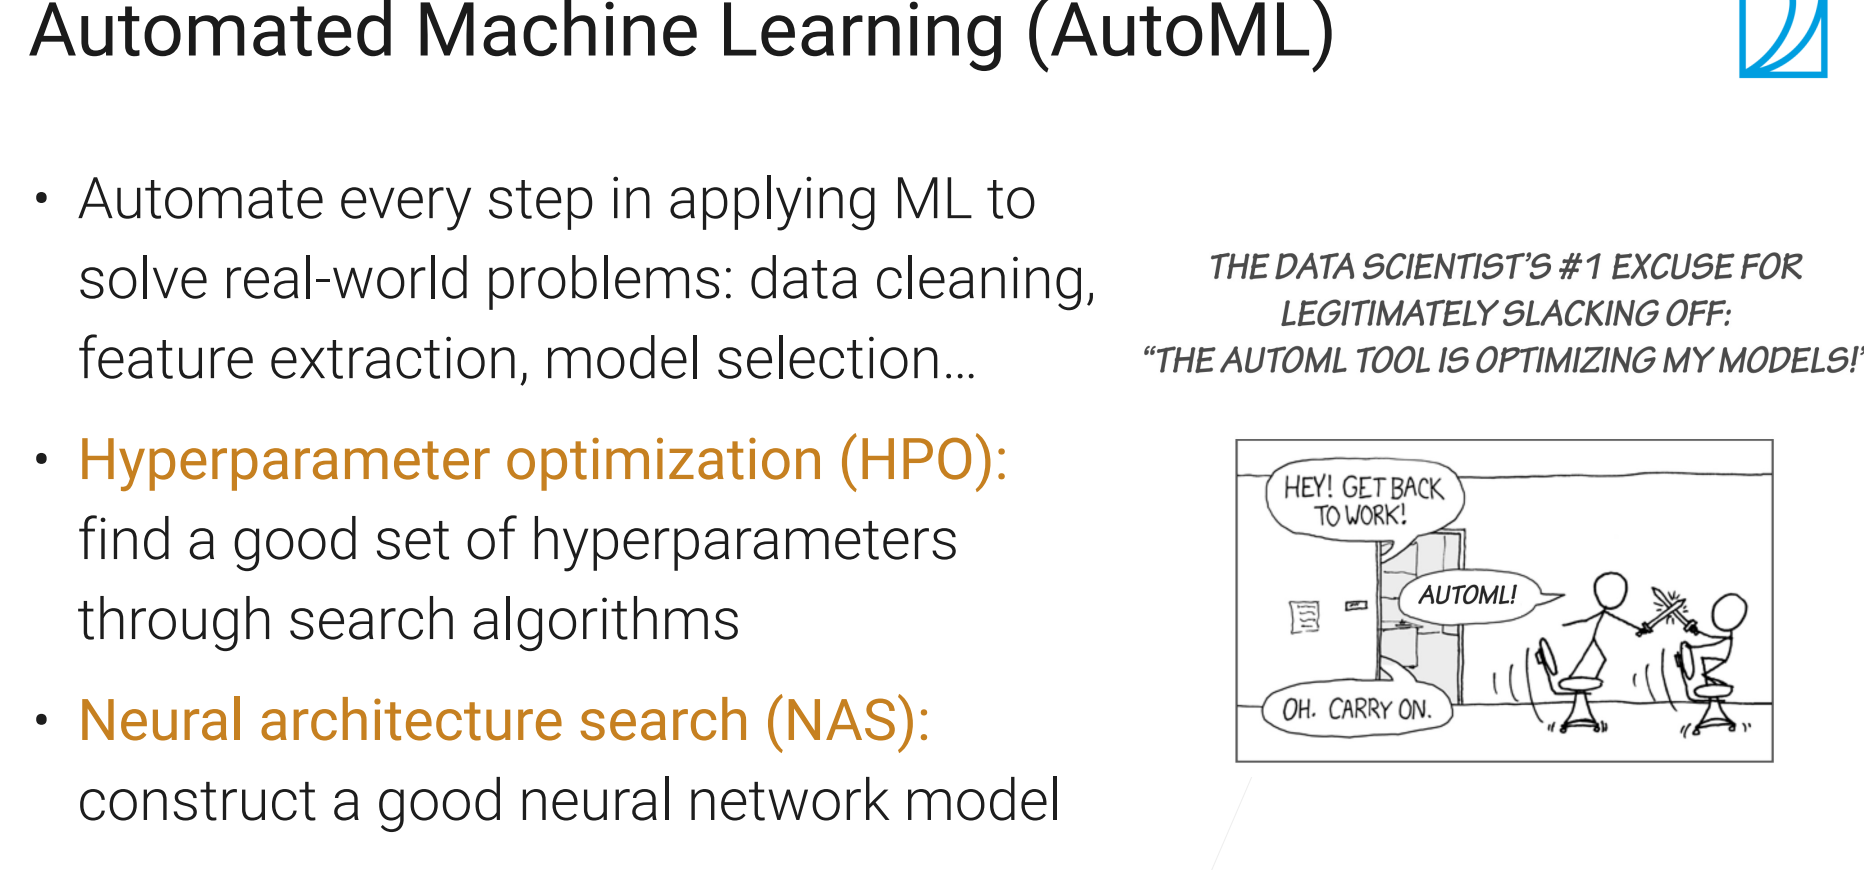 Automated Machine Learning (AutoML)
• Automate every step in applying ML to
solve real-world problems: data cleaning,
feature extraction, model selection…
• Hyperparameter optimization (HPO):
find a good set of hyperparameters
through search algorithms
• Neural architecture search (NAS):
construct a good neural network model
THE DATA SCIENTIST'S #1 EXCUSE FOR
LEGITIMATELY SLACKING OFF:
“THE AUTOML TOOL IS OPTIMIZING MY MODELS!”
HEY! GET BACK
TO WORK!
AUTOML!
OH. CARRY ON.